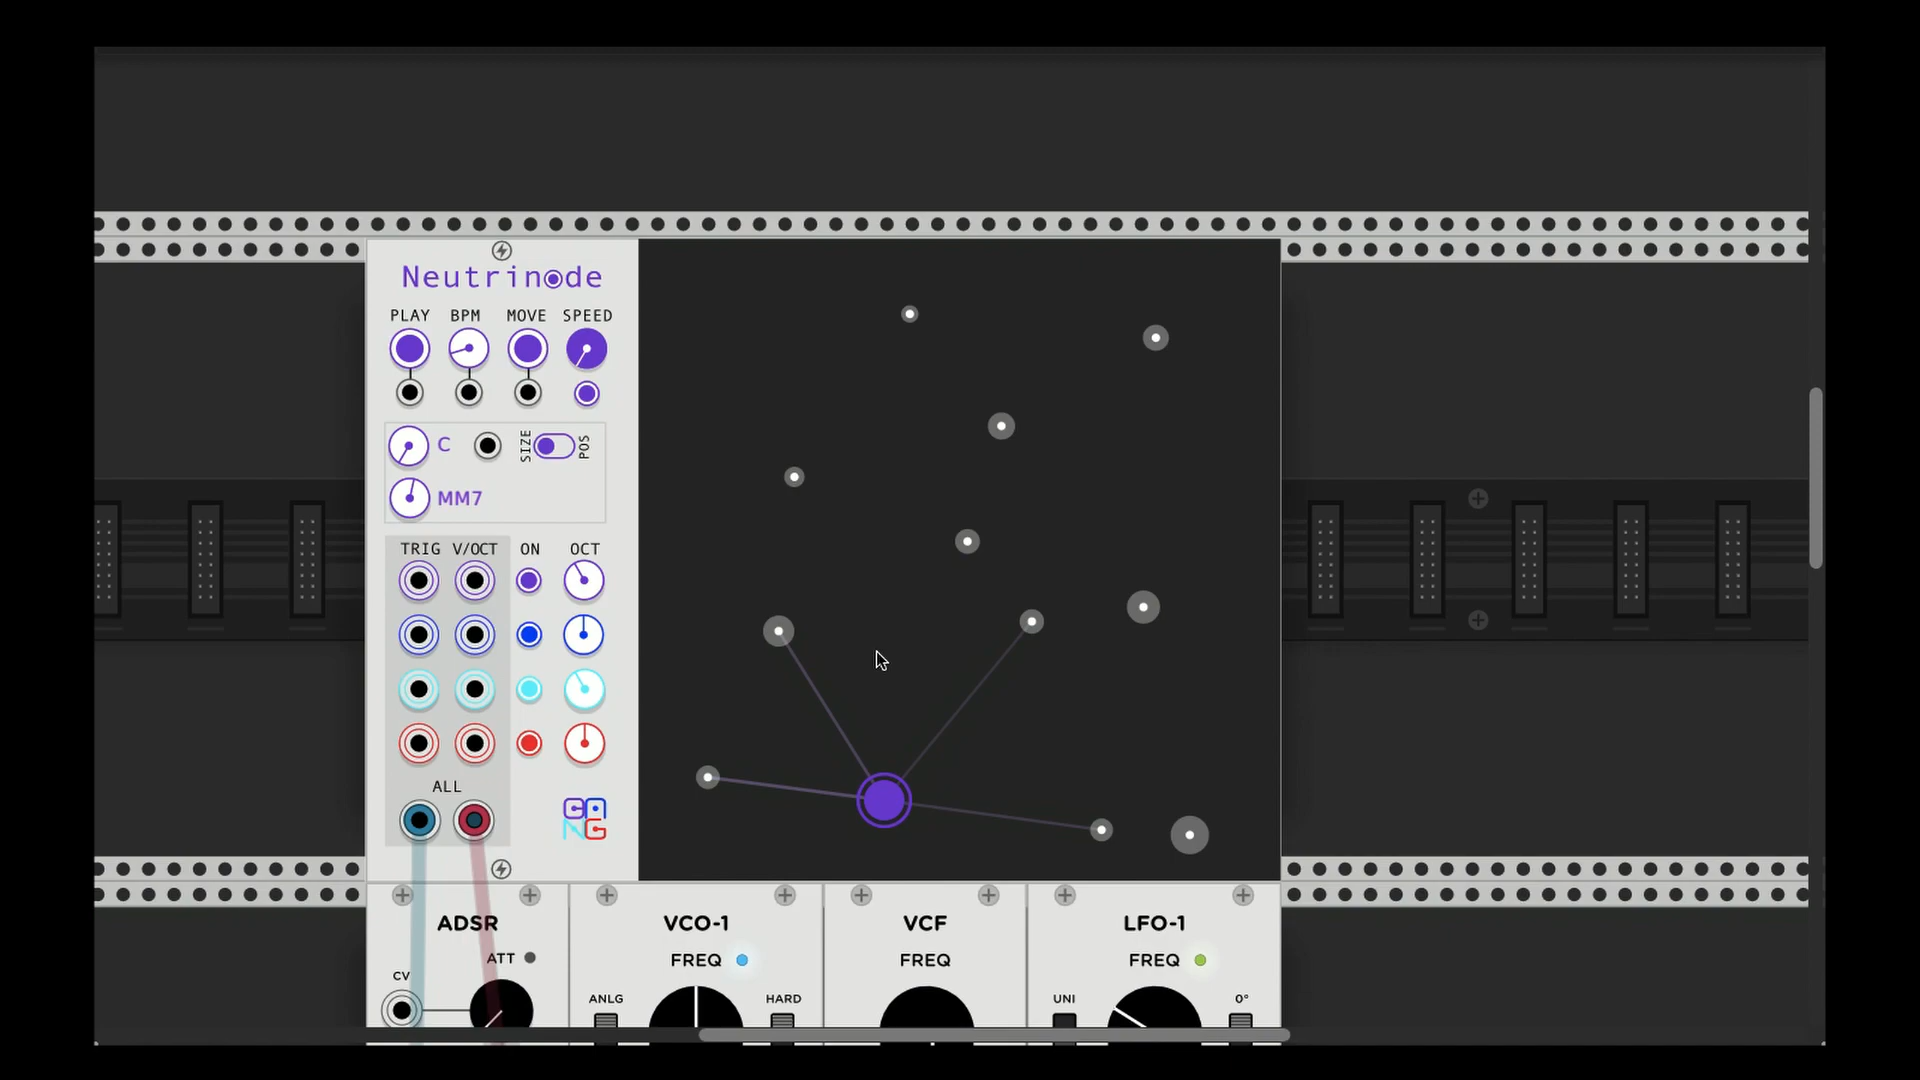 Neutrinode
PLAY BPM MOVE SPEED
C SIZE POS
MM7
TRIG V/OCT ON OCT
ALL
GANG
ADSR VCO-1 VCF LFO-1
ATT FREQ FREQ FREQ
CV ANLG HARD UNI 0°